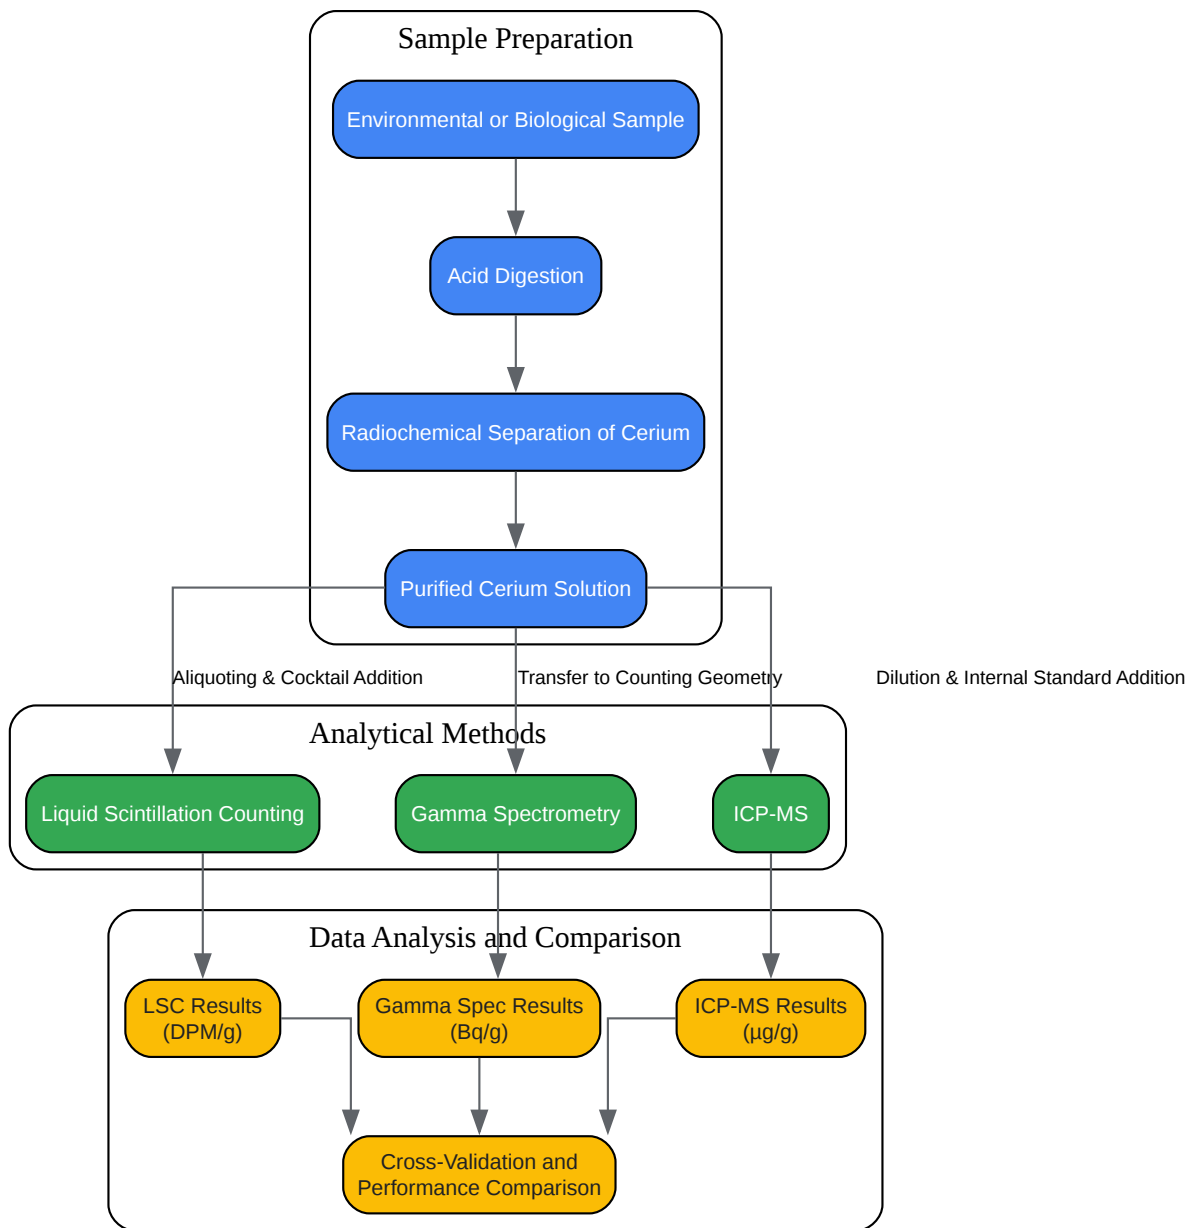 Sample Preparation
Environmental or Biological Sample
Acid Digestion
Radiochemical Separation of Cerium
Purified Cerium Solution
Aliquoting & Cocktail Addition
Transfer to Counting Geometry
Dilution & Internal Standard Addition
Analytical Methods
Liquid Scintillation Counting
Gamma Spectrometry
ICP-MS
Data Analysis and Comparison
LSC Results
(DPM/g)
Gamma Spec Results
(Bq/g)
ICP-MS Results
(µg/g)
Cross-Validation and
Performance Comparison